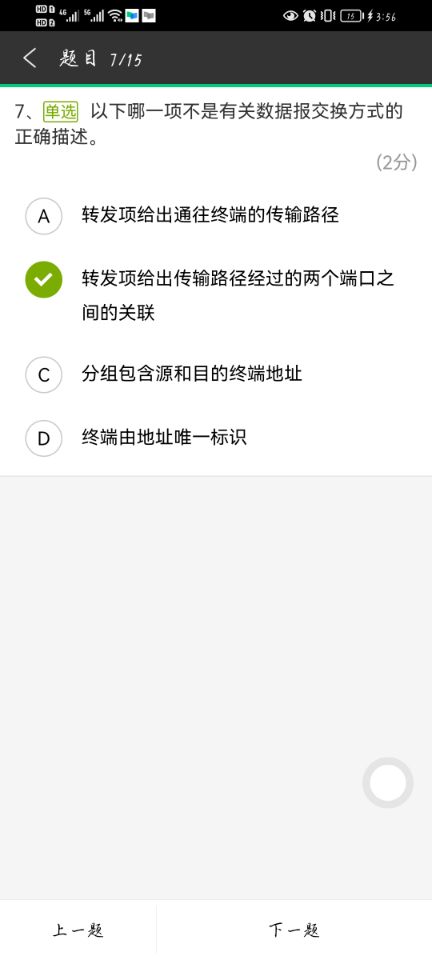 HD 1 4G 5G 15 3:56
HD 2
题目 7/15
7、单选 以下哪一项不是有关数据报交换方式的
正确描述。
(2分)
A 转发项给出通往终端的传输路径
转发项给出传输路径经过的两个端口之
间的关联
C 分组包含源和目的终端地址
D 终端由地址唯一标识
上一题 下一题